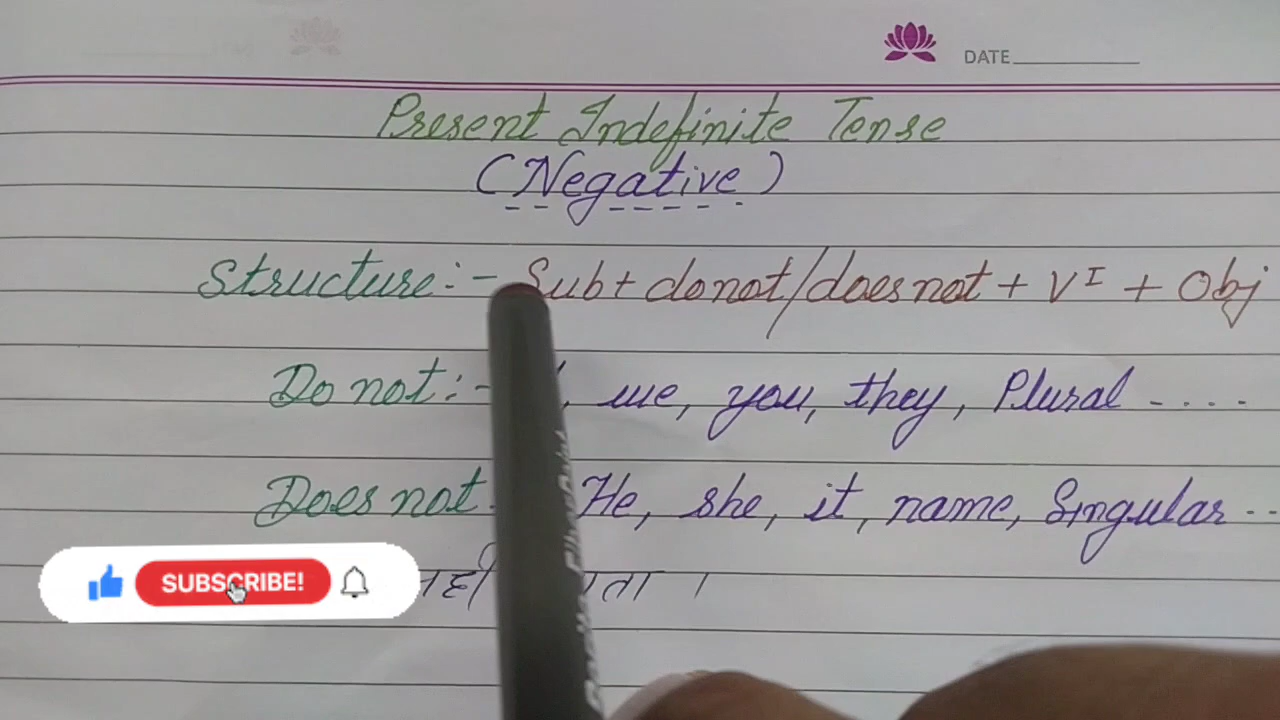 DATE
Present Indefinite Tense
(Negative)
Structure:- Sub + do not/does not + V I + Obj
Do not:- we, you, they, Plural ....
Does not He, she, it, name, Singular ..
SUBSCRIBE!